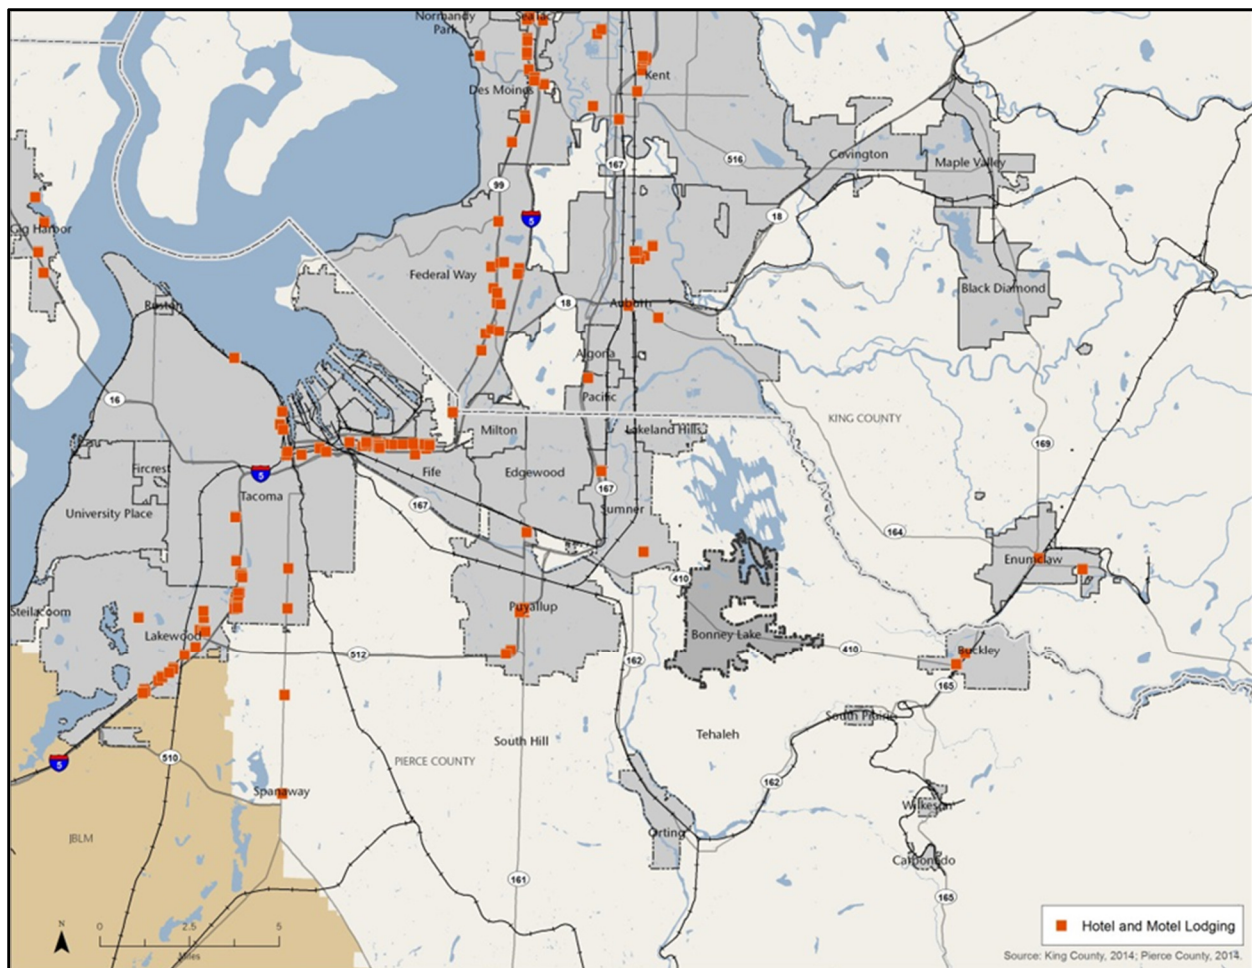 Normandy
Park
SeaTac
Kent
Des Moines
167
516
Covington
Maple Valley
99
5
18
Gig Harbor
Federal Way
Black Diamond
18
Auburn
Ruston
Algona
Pacific
16
KING COUNTY
Milton
Lakeland Hills
169
Fircrest
5
Fife
Edgewood
Tacoma
167
University Place
167
Sumner
164
Enumclaw
410
Steilacoom
Puyallup
Lakewood
Bonney Lake
512
162
410
Buckley
165
South Prairie
Tehaleh
South Hill
510
5
PIERCE COUNTY
162
Spanaway
Wilkeson
JBLM
Orting
Carbonado
161
165
N
0 2.5 5
Miles
Hotel and Motel Lodging
Source: King County, 2014; Pierce County, 2014.